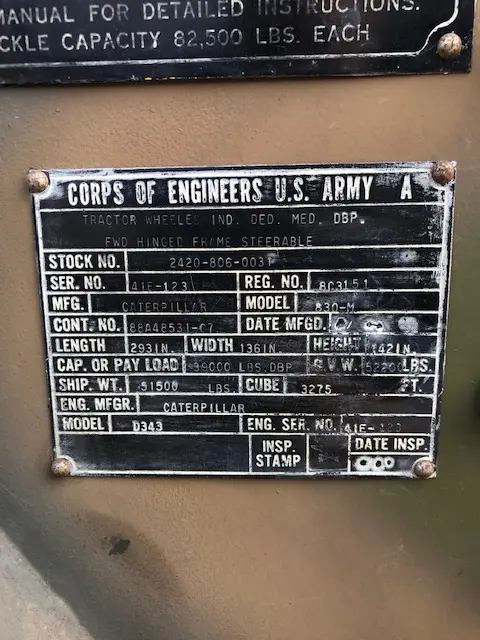 MANUAL FOR DETAILED INSTRUCTIONS.
CKLE CAPACITY 82,500 LBS. EACH
CORPS OF ENGINEERS U.S. ARMY A
TRACTOR WHEELED IND. DED. MED. DBP.
FWD HINGED FRAME STEERABLE
STOCK NO. 2420-806-0031
SER. NO. 41E-123 REG. NO. 8C3151
MFG. CATERPILLAR MODEL 830-M
CONT. NO. 88A48531-C7 DATE MFGD.
LENGTH 293IN. WIDTH 136IN. HEIGHT 142IN.
CAP. OR PAY LOAD 39000 LBS.DBP G.V.W. 52200 LBS.
SHIP. WT. 51500 LBS. CUBE 3275 FT.
ENG. MFGR. CATERPILLAR
MODEL D343 ENG. SER. NO. 41E-123
INSP. STAMP DATE INSP.